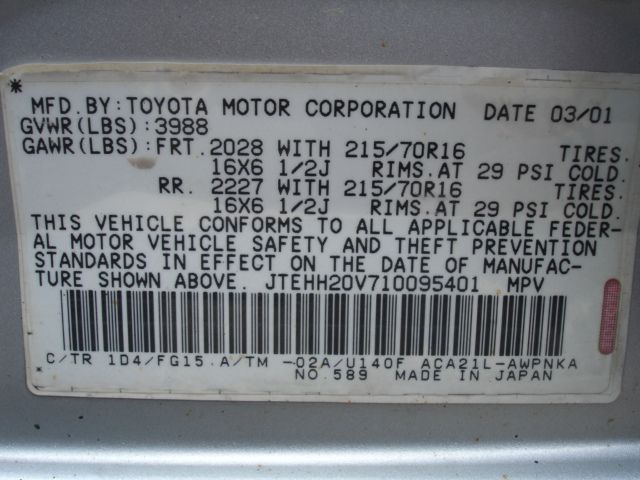 * MFD.BY:TOYOTA MOTOR CORPORATION DATE 03/01
GVWR(LBS):3988
GAWR(LBS):FRT.2028 WITH 215/70R16 TIRES.
16X6 1/2J RIMS.AT 29 PSI COLD.
RR. 2227 WITH 215/70R16 TIRES.
16X6 1/2J RIMS.AT 29 PSI COLD.
THIS VEHICLE CONFORMS TO ALL APPLICABLE FEDER-
AL MOTOR VEHICLE SAFETY AND THEFT PREVENTION
STANDARDS IN EFFECT ON THE DATE OF MANUFAC-
TURE SHOWN ABOVE. JTEHH20V710095401 MPV
C/TR 1D4/FG15.A/TM -02A/U140F ACA21L-AWPNKA
* NO.589 MADE IN JAPAN